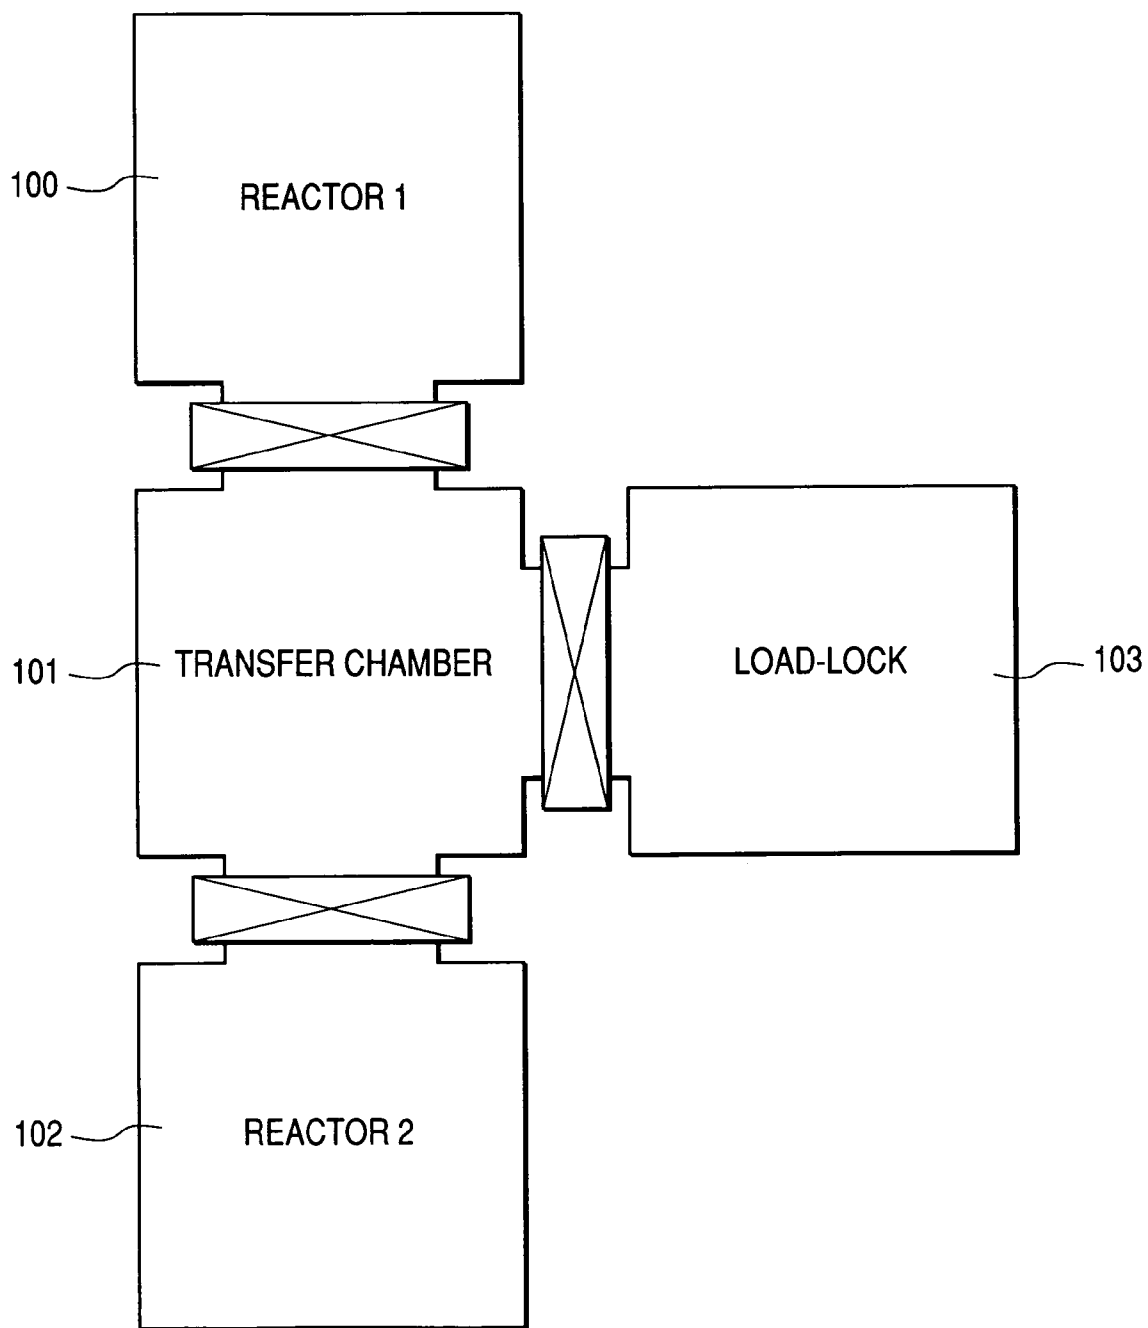 100
REACTOR 1
101
TRANSFER CHAMBER
LOAD-LOCK
103
102
REACTOR 2